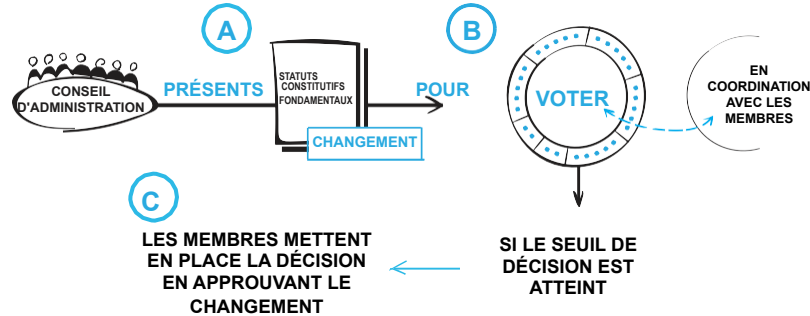 A
B
CONSEIL
D'ADMINISTRATION
PRÉSENTS
STATUTS
CONSTITUTIFS
FONDAMENTAUX
CHANGEMENT
POUR
VOTER
EN
COORDINATION
AVEC LES
MEMBRES
C
LES MEMBRES METTENT
EN PLACE LA DÉCISION
EN APPROUVANT LE
CHANGEMENT
SI LE SEUIL DE
DÉCISION EST
ATTEINT